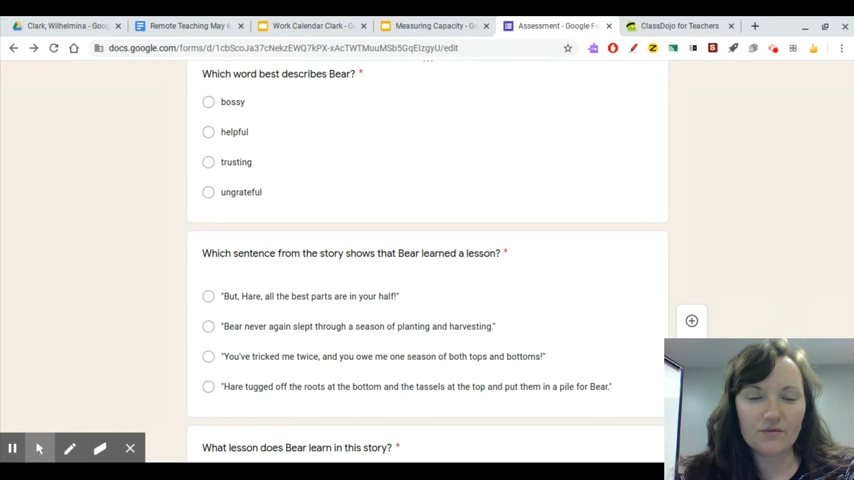 Clark, Wilhelmina - Goog
Remote Teaching May 6
Work Calendar Clark - Goo
Measuring Capacity - Go
Assessment - Google Fo
ClassDojo for Teachers
docs.google.com/forms/d/1cbScoJa37cNekzEWQ7kPX-xAcTWTMuuMSb5GqEIzgyU/edit
Which word best describes Bear? *
bossy
helpful
trusting
ungrateful
Which sentence from the story shows that Bear learned a lesson? *
"But, Hare, all the best parts are in your half!"
"Bear never again slept through a season of planting and harvesting."
"You've tricked me twice, and you owe me one season of both tops and bottoms!"
"Hare tugged off the roots at the bottom and the tassels at the top and put them in a pile for Bear."
What lesson does Bear learn in this story? *